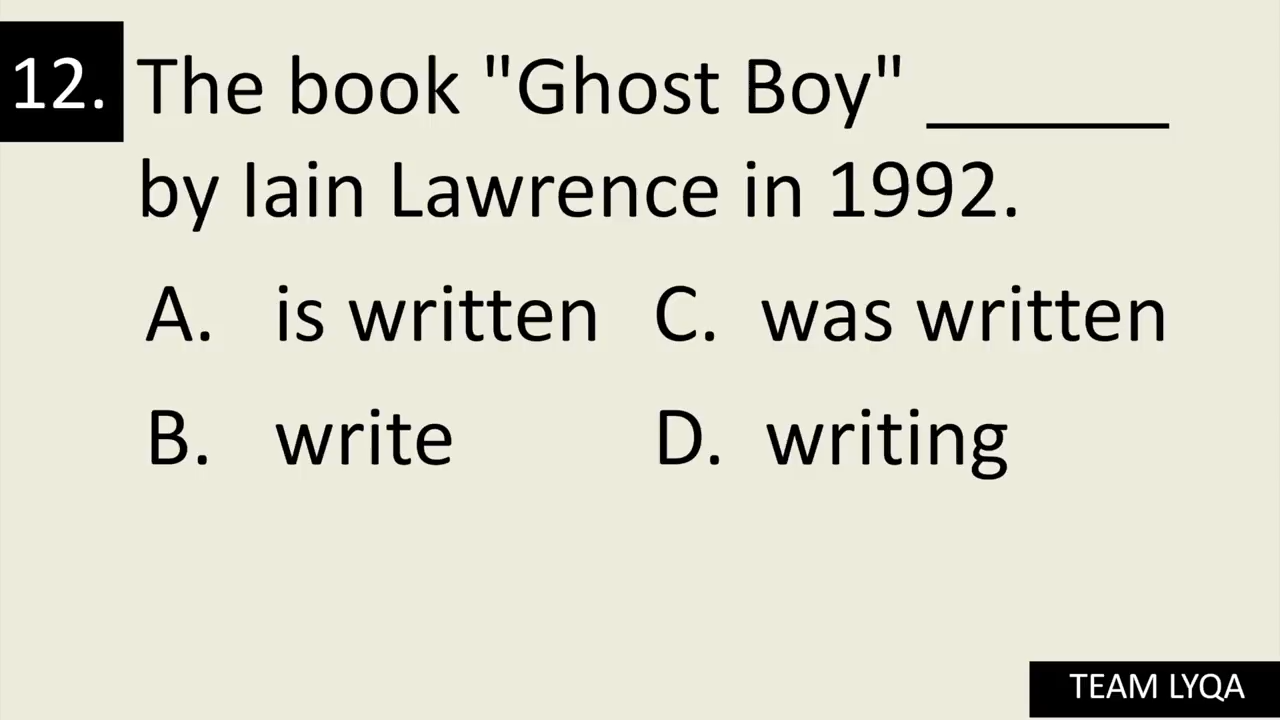 12. The book "Ghost Boy" ______
by Iain Lawrence in 1992.
A. is written C. was written
B. write D. writing
TEAM LYQA